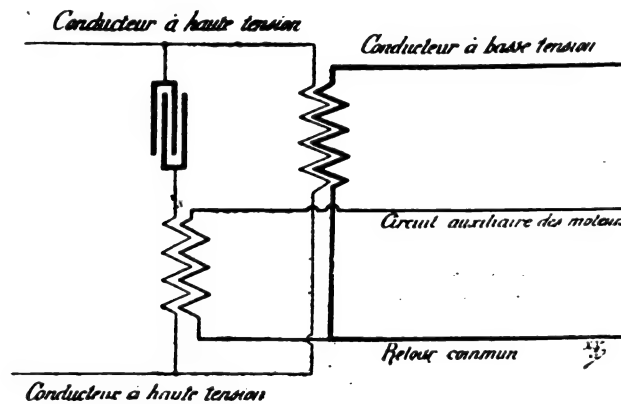 Conducteur à haute tension
Conducteur à basse tension
Circuit auxiliaire des moteurs
Retour commun
Conducteur à haute tension